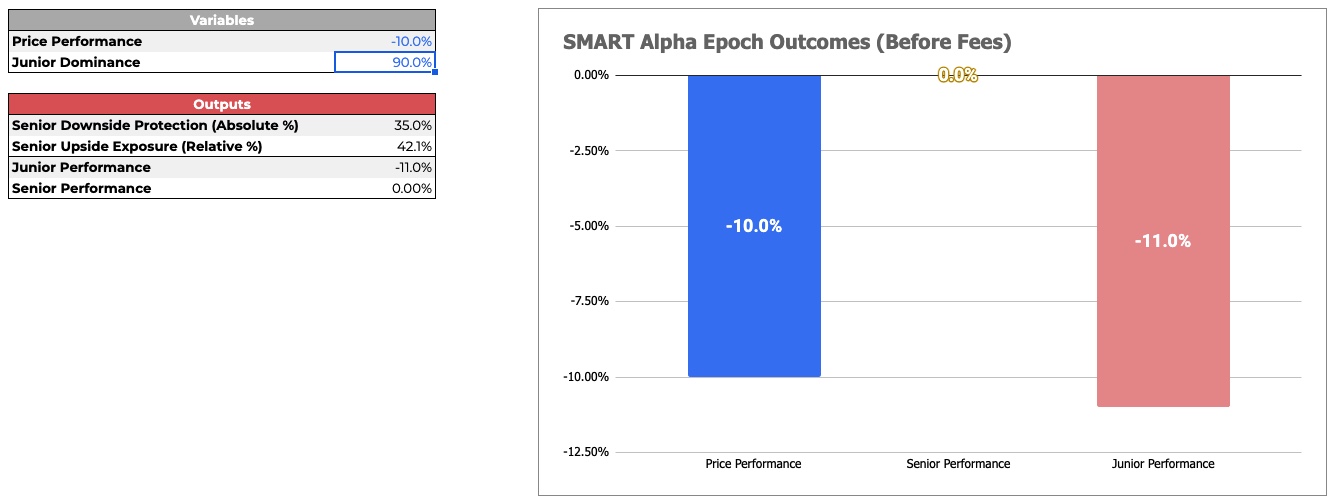 Variables
Price Performance -10.0%
Junior Dominance 90.0%
Outputs
Senior Downside Protection (Absolute %) 35.0%
Senior Upside Exposure (Relative %) 42.1%
Junior Performance -11.0%
Senior Performance 0.00%
SMART Alpha Epoch Outcomes (Before Fees)
0.00%
0.0%
-2.50%
-5.00%
-10.0%
-11.0%
-7.50%
-10.00%
-12.50%
Price Performance Senior Performance Junior Performance